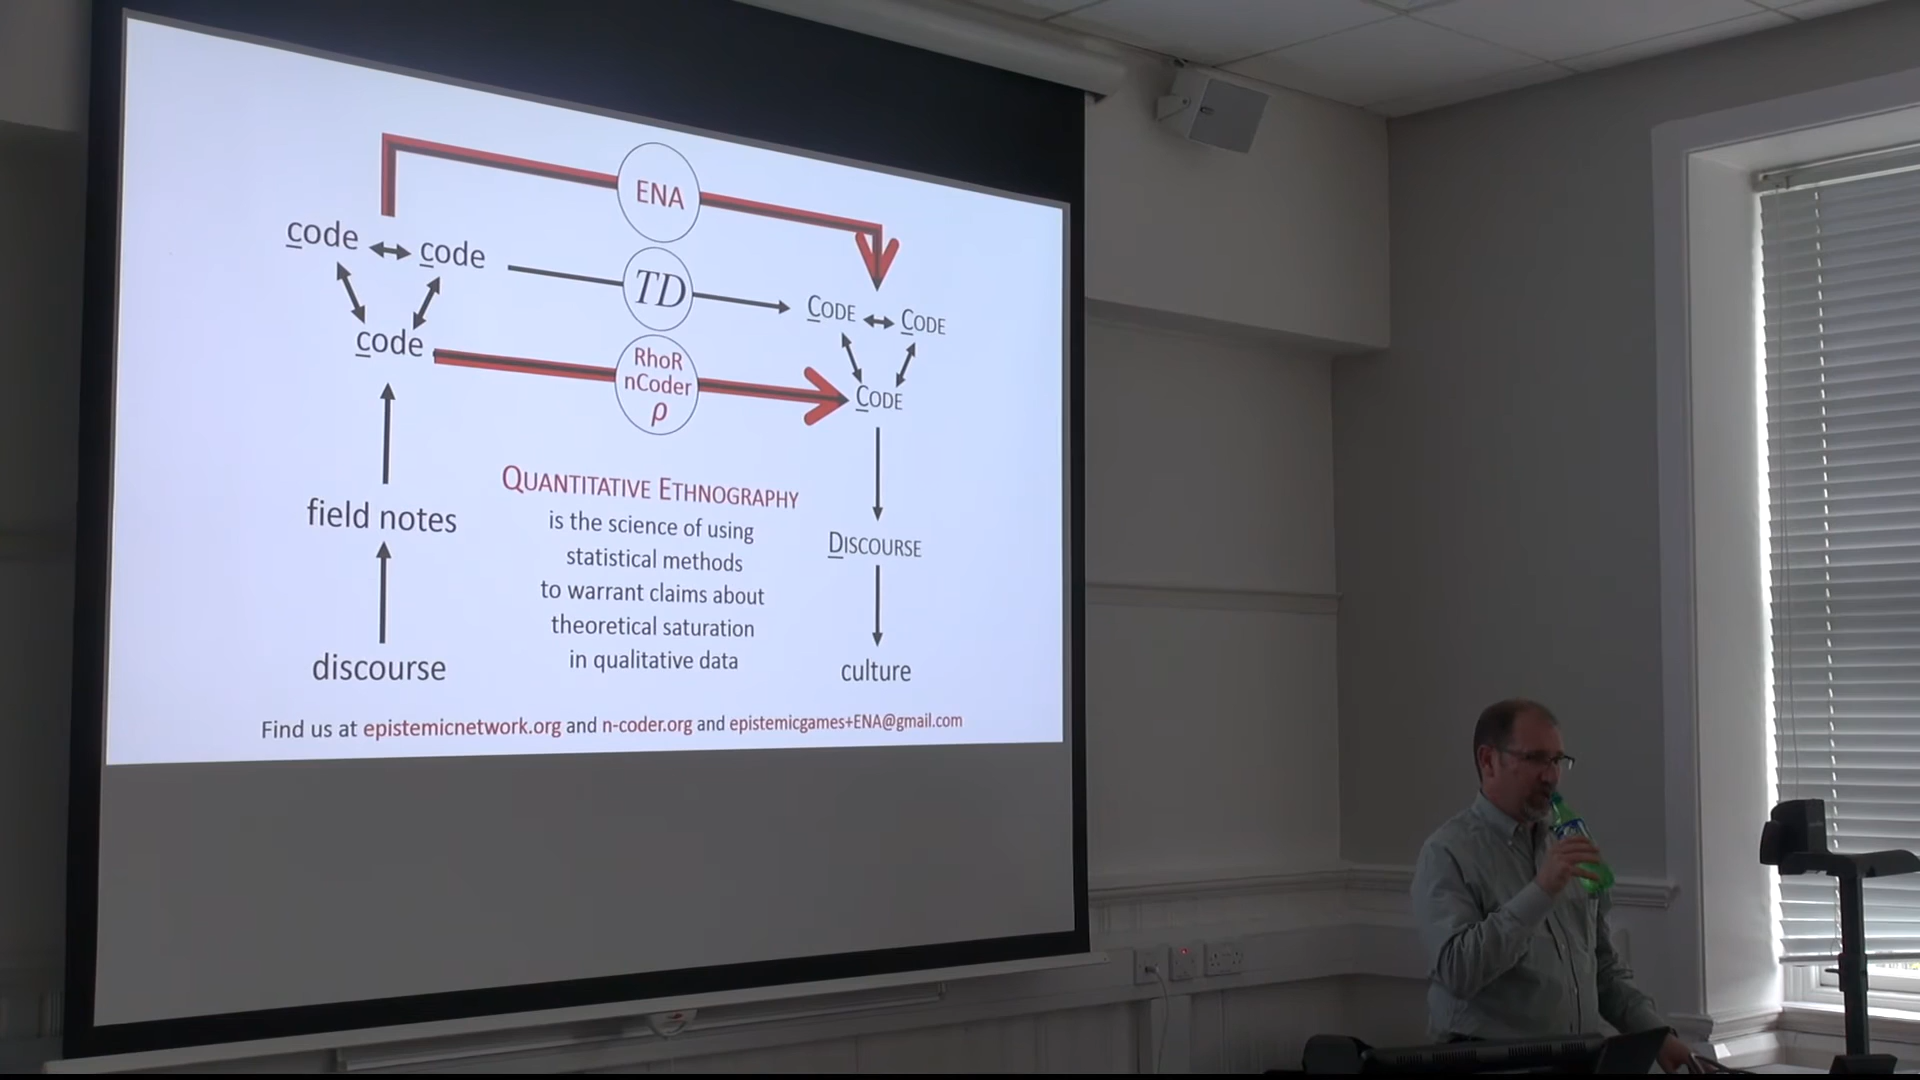 ENA
code
code
TD
CODE
CODE
code
RhoR
nCoder
ρ
CODE
QUANTITATIVE ETHNOGRAPHY
is the science of using
statistical methods
to warrant claims about
theoretical saturation
in qualitative data
field notes
DISCOURSE
discourse
culture
Find us at epistemicnetwork.org and n-coder.org and epistemicgames+ENA@gmail.com